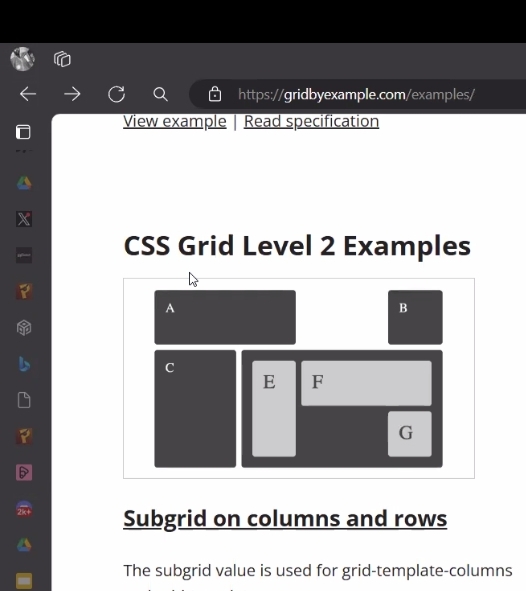 https://gridbyexample.com/examples/
View example | Read specification
CSS Grid Level 2 Examples
A
B
C
E
F
G
Subgrid on columns and rows
The subgrid value is used for grid-template-columns
2K+